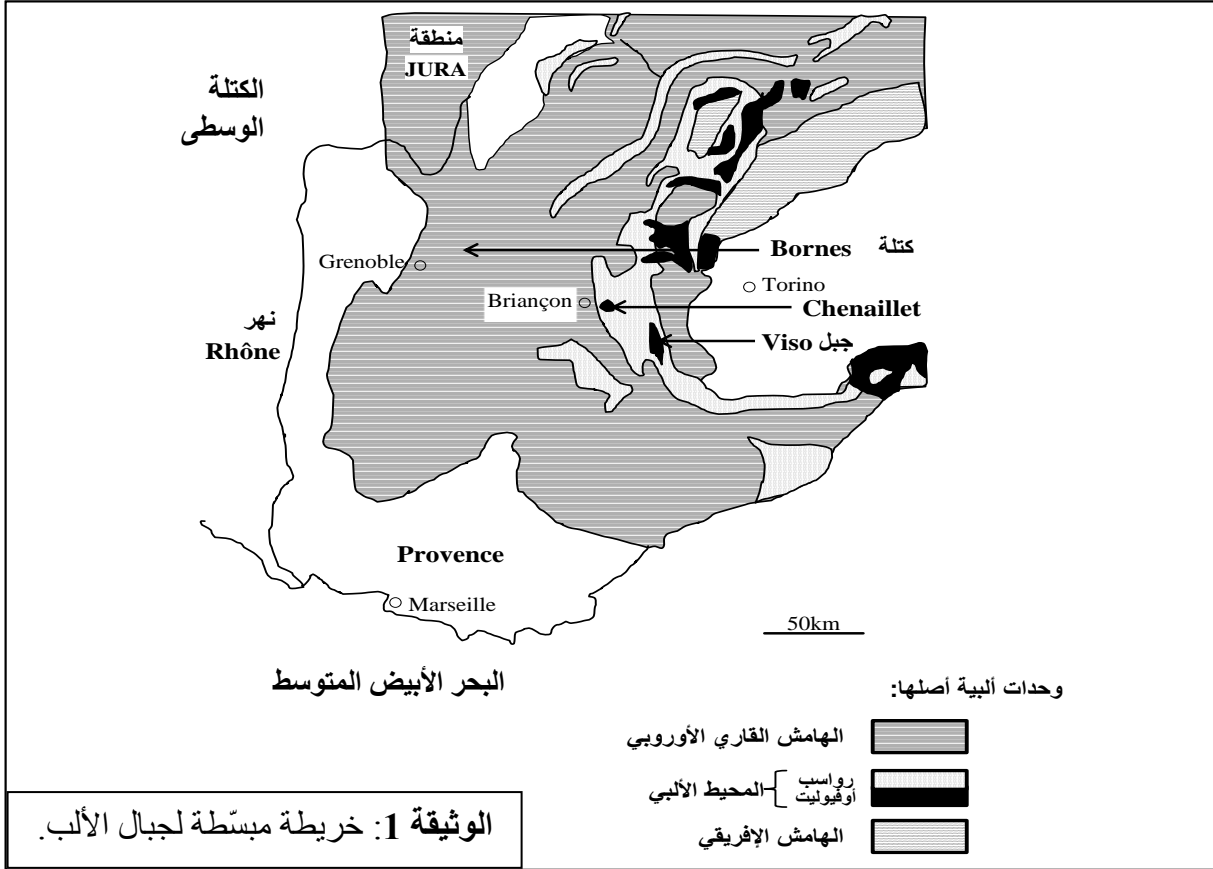 منطقة
JURA
الكتلة
الوسطى
كتلة Bornes
Grenoble
Torino
Briançon
Chenaillet
نهر
Rhône
جبل Viso
Provence
Marseille
50km
البحر الأبيض المتوسط
وحدات ألبية أصلها:
الهامش القاري الأوروبي
رواسب
أوفيوليت
المحيط الألبي
الهامش الإفريقي
الوثيقة 1: خريطة مبسّطة لجبال الألب.